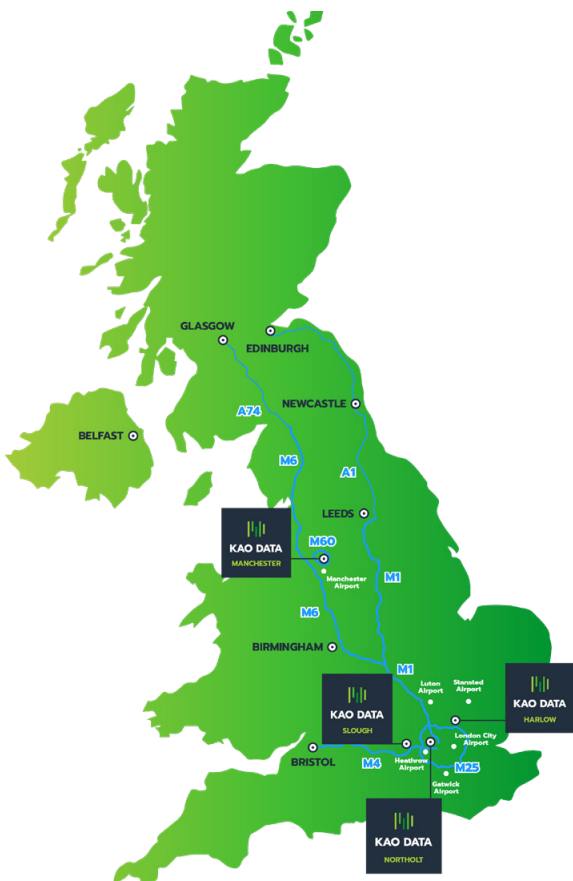 GLASGOW
EDINBURGH
A74
NEWCASTLE
BELFAST
M6
A1
LEEDS
KAO DATA
MANCHESTER
M60
Manchester
Airport
M1
M6
BIRMINGHAM
M1
Luton
Airport
Stansted
Airport
KAO DATA
HARLOW
KAO DATA
SLOUGH
London City
Airport
BRISTOL
M4
Heathrow
Airport
M25
Gatwick
Airport
KAO DATA
NORTHOLT